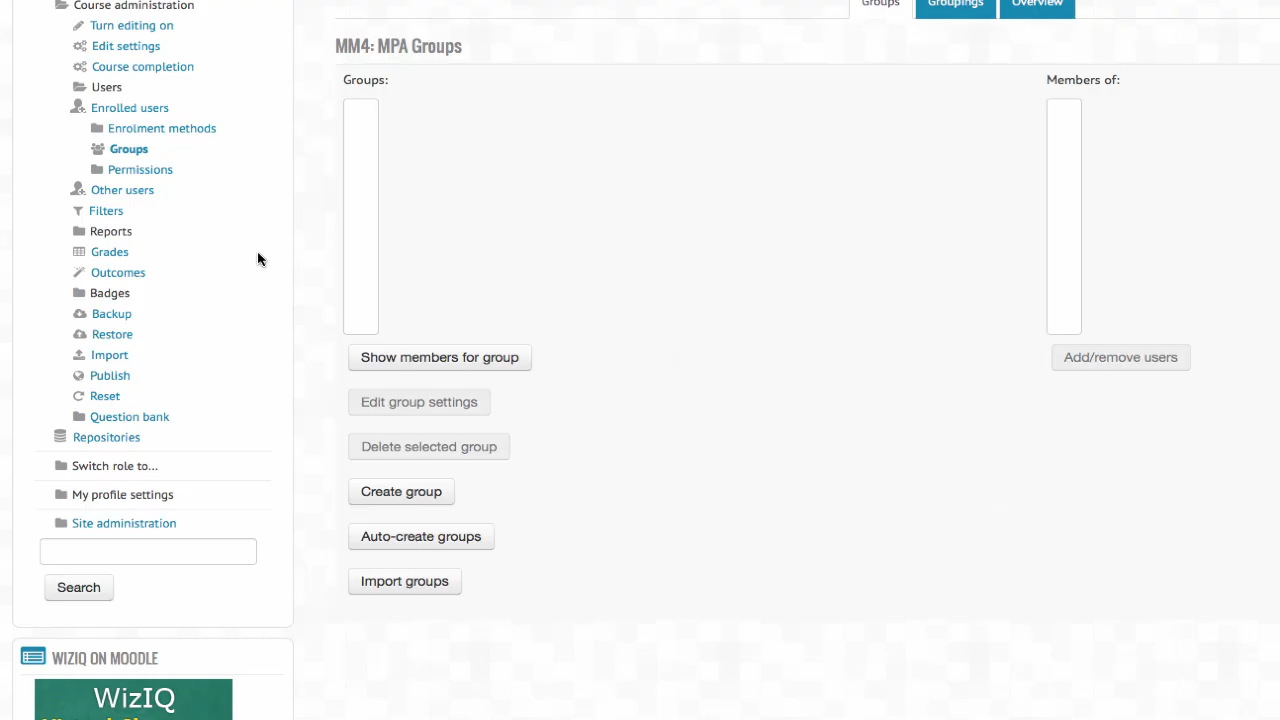 Course administration
Turn editing on
Edit settings
Course completion
Users
Enrolled users
Enrolment methods
Groups
Permissions
Other users
Filters
Reports
Grades
Outcomes
Badges
Backup
Restore
Import
Publish
Reset
Question bank
Repositories
Switch role to...
My profile settings
Site administration
Search
WIZIQ ON MOODLE
WizIQ
Groups
Groupings
Overview
MM4: MPA Groups
Groups:
Members of:
Show members for group
Add/remove users
Edit group settings
Delete selected group
Create group
Auto-create groups
Import groups